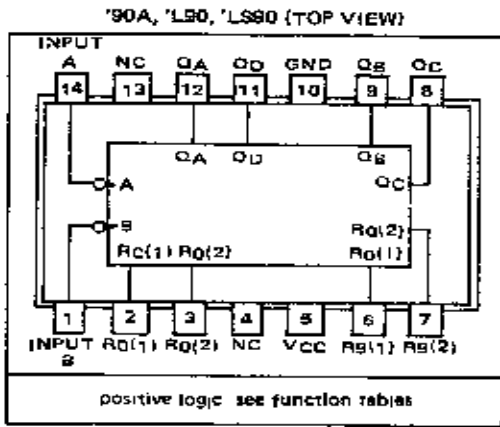 '90A, 'L90, 'LS90 (TOP VIEW)
INPUT
A NC QA QD GND QB QC
14 13 12 11 10 9 8
QA QD QB
A QC
B R9(2)
R0(1) R0(2) R9(1)
1 2 3 4 5 6 7
INPUT R0(1) R0(2) NC VCC R9(1) R9(2)
B
positive logic see function tables